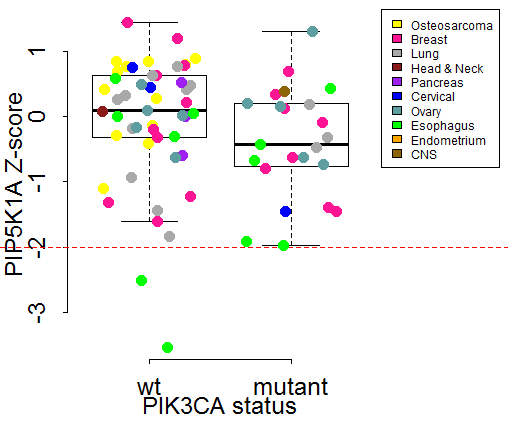 PIP5K1A Z-score
1
0
-1
-2
-3
wt
mutant
PIK3CA status
Osteosarcoma
Breast
Lung
Head & Neck
Pancreas
Cervical
Ovary
Esophagus
Endometrium
CNS